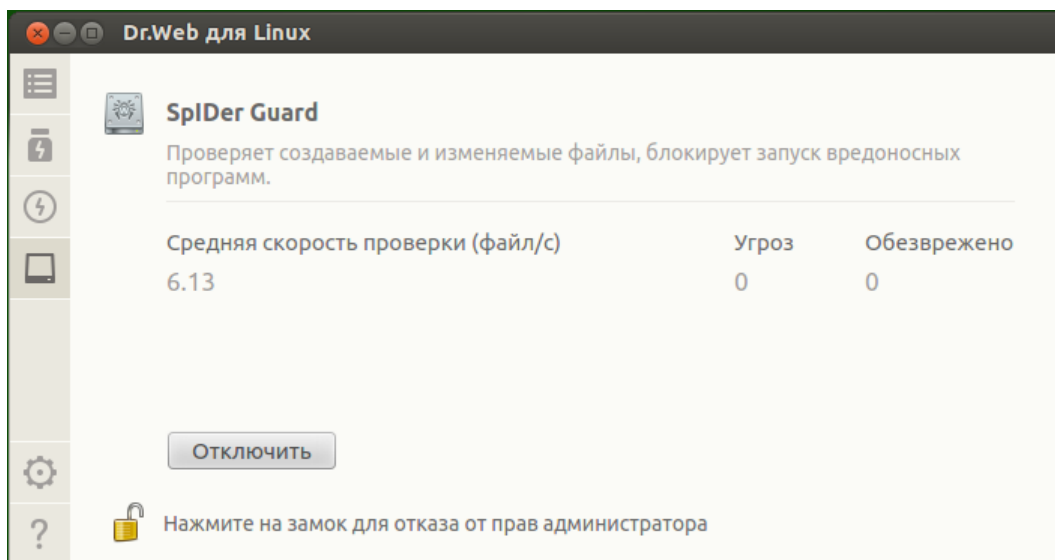 Dr.Web для Linux
SpIDer Guard
Проверяет создаваемые и изменяемые файлы, блокирует запуск вредоносных
программ.
Средняя скорость проверки (файл/с) Угроз Обезврежено
6.13 0 0
Отключить
Нажмите на замок для отказа от прав администратора
?